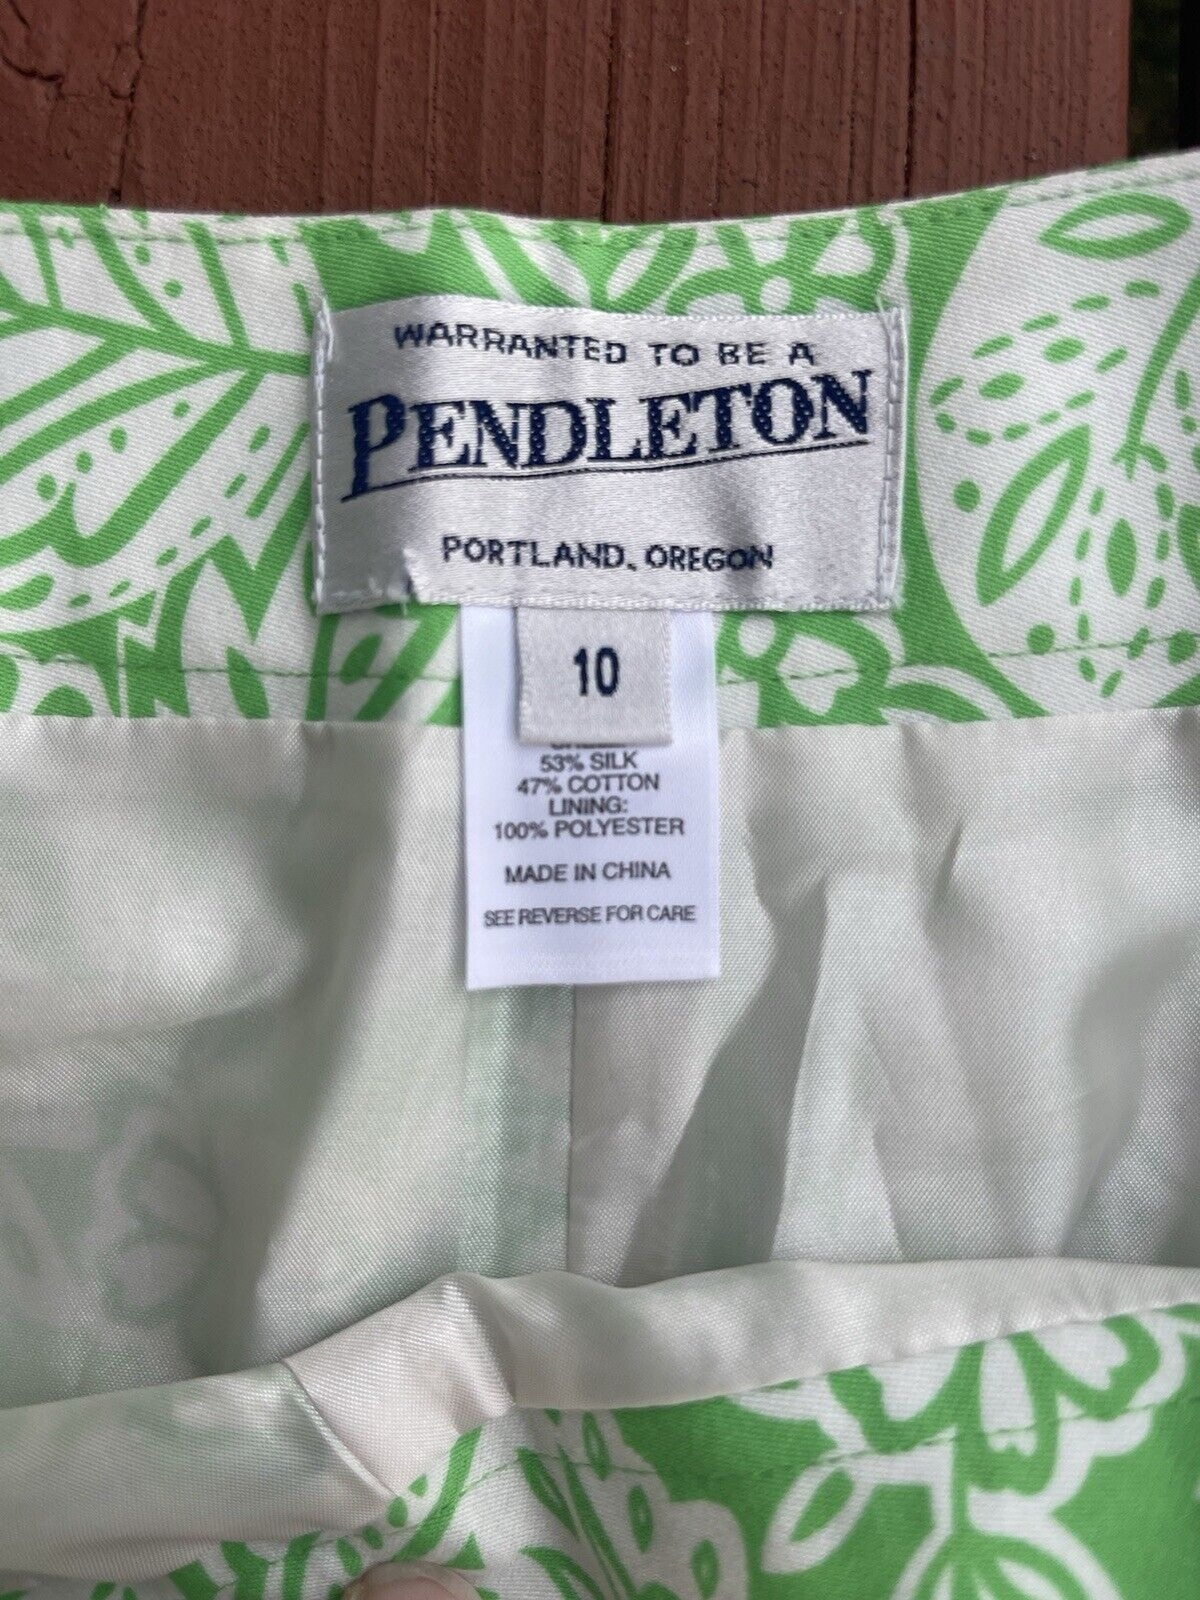 WARRANTED TO BE A
PENDLETON
PORTLAND, OREGON
10
53% SILK
47% COTTON
LINING:
100% POLYESTER
MADE IN CHINA
SEE REVERSE FOR CARE